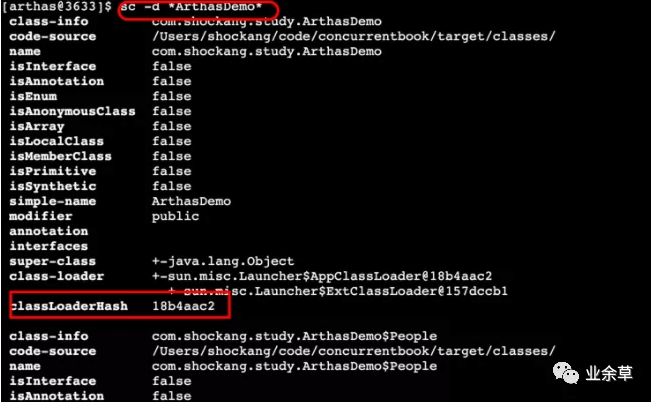 [arthas@3633]$ sc -d *ArthasDemo*
class-info com.shockang.study.ArthasDemo
code-source /Users/shockang/code/concurrentbook/target/classes/
name com.shockang.study.ArthasDemo
isInterface false
isAnnotation false
isEnum false
isAnonymousClass false
isArray false
isLocalClass false
isMemberClass false
isPrimitive false
isSynthetic false
simple-name ArthasDemo
modifier public
annotation
interfaces
super-class +-java.lang.Object
class-loader +-sun.misc.Launcher$AppClassLoader@18b4aac2
+-sun.misc.Launcher$ExtClassLoader@157dccb1
classLoaderHash 18b4aac2
class-info com.shockang.study.ArthasDemo$People
code-source /Users/shockang/code/concurrentbook/target/classes/
name com.shockang.study.ArthasDemo$People
isInterface false
isAnnotation false
业余草